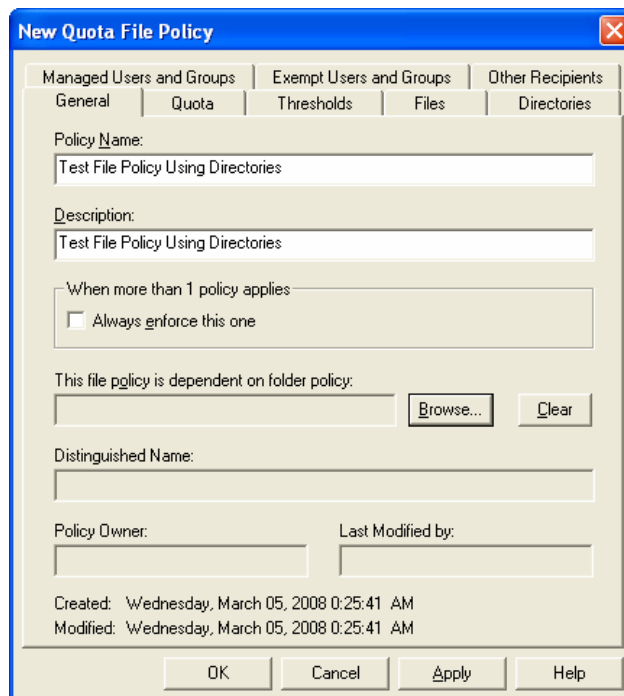 New Quota File Policy
Managed Users and Groups Exempt Users and Groups Other Recipients
General Quota Thresholds Files Directories
Policy Name:
Test File Policy Using Directories
Description:
Test File Policy Using Directories
When more than 1 policy applies
Always enforce this one
This file policy is dependent on folder policy:
Browse... Clear
Distinguished Name:
Policy Owner: Last Modified by:
Created: Wednesday, March 05, 2008 0:25:41 AM
Modified: Wednesday, March 05, 2008 0:25:41 AM
OK Cancel Apply Help